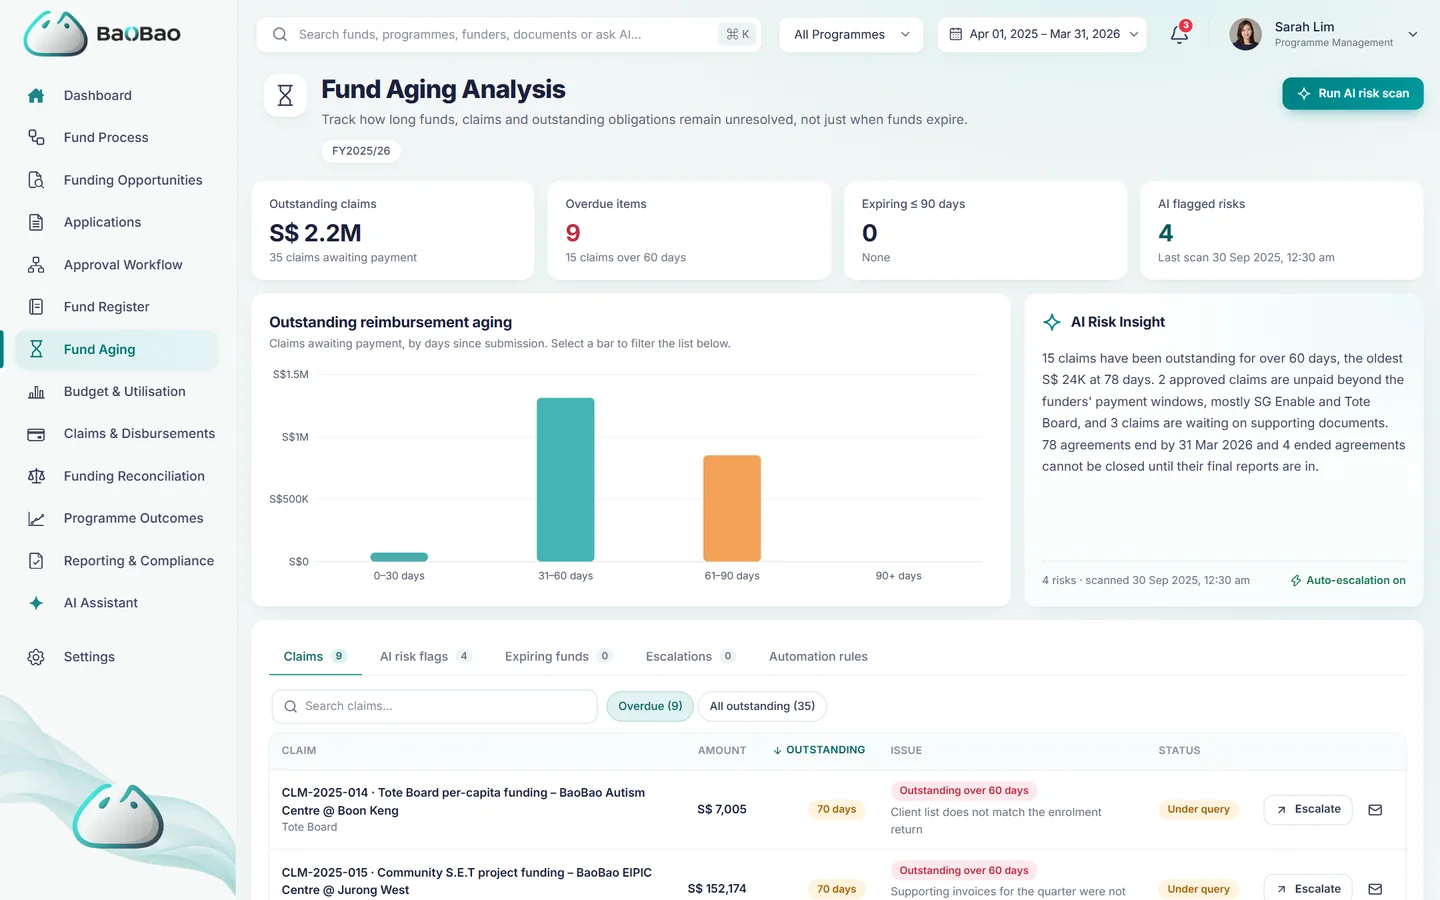 BaoBao
Search funds, programmes, funders, documents or ask AI...
⌘ K
All Programmes
Apr 01, 2025 – Mar 31, 2026
3
Sarah Lim
Programme Management
Dashboard
Fund Process
Funding Opportunities
Applications
Approval Workflow
Fund Register
Fund Aging
Budget & Utilisation
Claims & Disbursements
Funding Reconciliation
Programme Outcomes
Reporting & Compliance
AI Assistant
Settings
Fund Aging Analysis
Track how long funds, claims and outstanding obligations remain unresolved, not just when funds expire.
FY2025/26
Run AI risk scan
Outstanding claims
S$ 2.2M
35 claims awaiting payment
Overdue items
9
15 claims over 60 days
Expiring ≤ 90 days
0
None
AI flagged risks
4
Last scan 30 Sep 2025, 12:30 am
Outstanding reimbursement aging
Claims awaiting payment, by days since submission. Select a bar to filter the list below.
S$1.5M
S$1M
S$500K
S$0
0–30 days
31–60 days
61–90 days
90+ days
AI Risk Insight
15 claims have been outstanding for over 60 days, the oldest
S$ 24K at 78 days. 2 approved claims are unpaid beyond the
funders' payment windows, mostly SG Enable and Tote
Board, and 3 claims are waiting on supporting documents.
78 agreements end by 31 Mar 2026 and 4 ended agreements
cannot be closed until their final reports are in.
4 risks · scanned 30 Sep 2025, 12:30 am
Auto-escalation on
Claims 9
AI risk flags 4
Expiring funds 0
Escalations 0
Automation rules
Search claims...
Overdue (9)
All outstanding (35)
CLAIM
AMOUNT
↓ OUTSTANDING
ISSUE
STATUS
CLM-2025-014 · Tote Board per-capita funding – BaoBao Autism
Centre @ Boon Keng
Tote Board
S$ 7,005
70 days
Outstanding over 60 days
Client list does not match the enrolment
return
Under query
Escalate
CLM-2025-015 · Community S.E.T project funding – BaoBao EIPIC
Centre @ Jurong West
S$ 152,174
70 days
Outstanding over 60 days
Supporting invoices for the quarter were not
Under query
Escalate